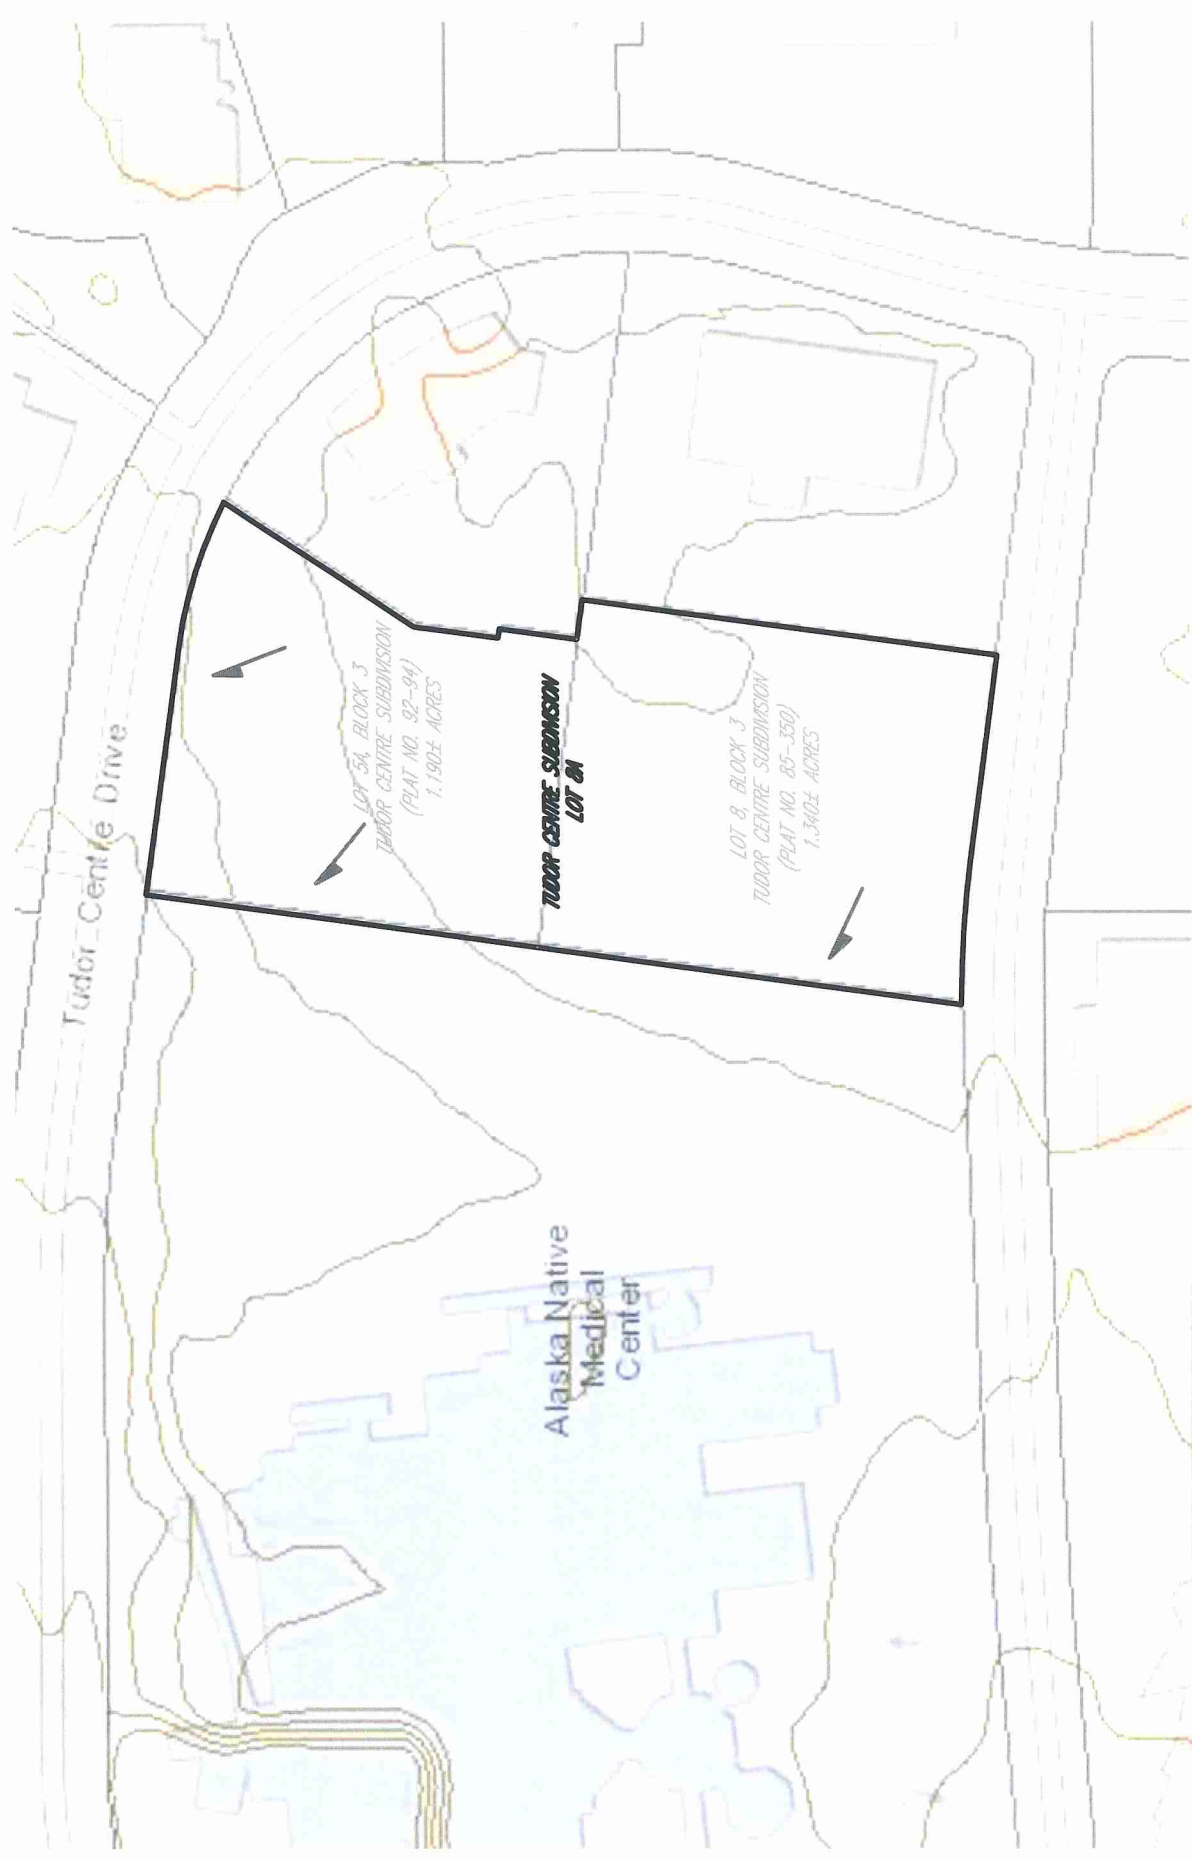 Tudor Centre Drive
LOT 5A, BLOCK 3
TUDOR CENTRE SUBDIVISION
(PLAT NO. 92-94)
1.190± ACRES
TUDOR CENTRE SUBDIVISION
LOT 8A
LOT 8, BLOCK 3
TUDOR CENTRE SUBDIVISION
(PLAT NO. 85-350)
1.340± ACRES
Alaska Native
Medical
Center